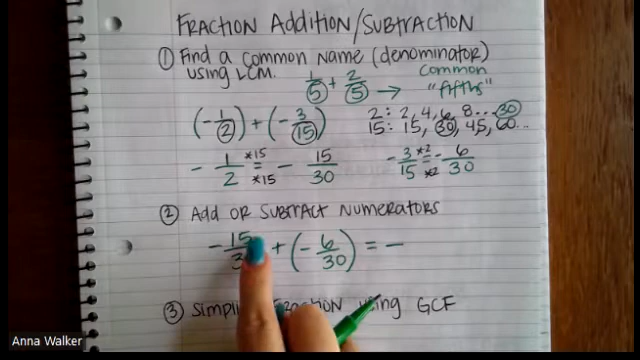 FRACTION ADDITION/SUBTRACTION
① Find a common name (denominator)
using LCM. 1/5 + 2/5 → common "fifths"
(-1/2) + (-3/15) 2: 2, 4, 6, 8... 30
15: 15, 30, 45, 60...
-1/2 *15 = *15 -15/30 -3/15 *2 = *2 -6/30
② Add OR SUBTRACT NUMERATORS
-15/3 + (-6/30) = -
③ using GCF
Anna Walker